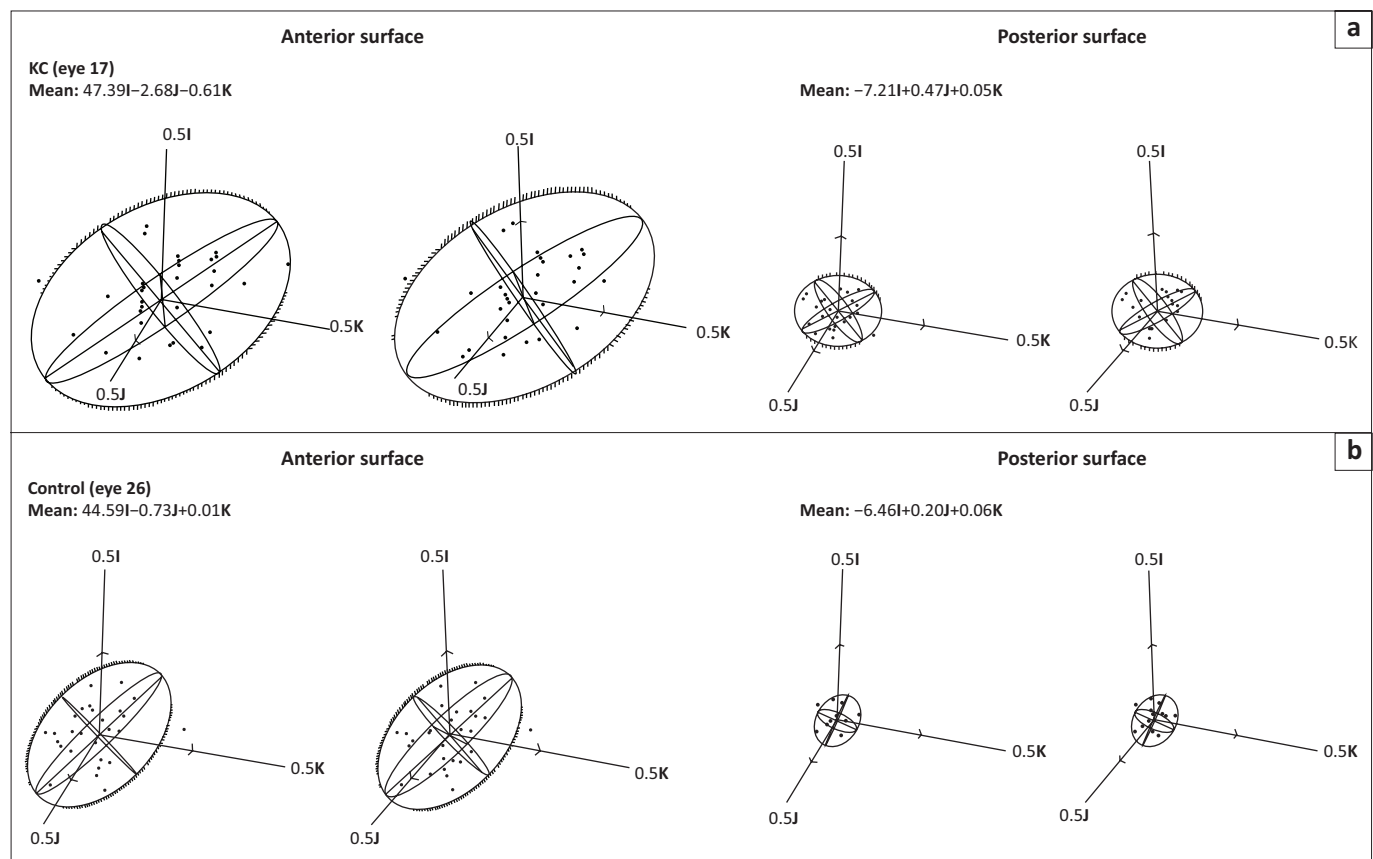 a
Anterior surface
Posterior surface
KC (eye 17)
Mean: 47.39I−2.68J−0.61K
Mean: −7.21I+0.47J+0.05K
0.5I
0.5I
0.5I
0.5I
0.5K
0.5K
0.5K
0.5K
0.5J
0.5J
0.5J
0.5J
b
Anterior surface
Posterior surface
Control (eye 26)
Mean: 44.59I−0.73J+0.01K
Mean: −6.46I+0.20J+0.06K
0.5I
0.5I
0.5I
0.5I
0.5K
0.5K
0.5K
0.5K
0.5J
0.5J
0.5J
0.5J